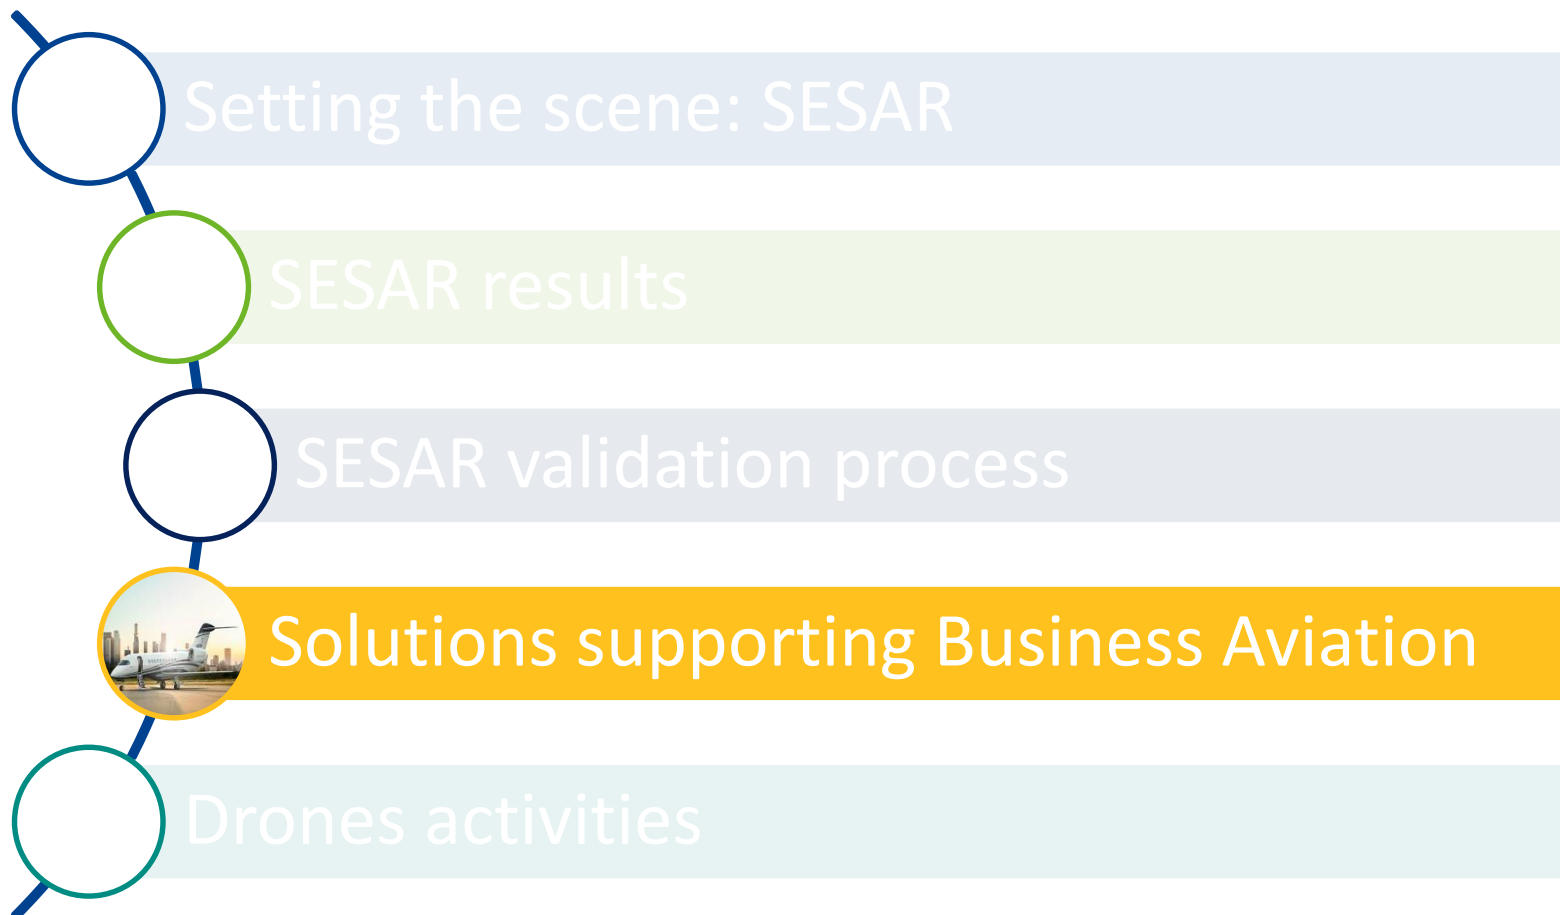 Setting the scene: SESAR
SESAR results
SESAR validation process
Solutions supporting Business Aviation
Drones activities